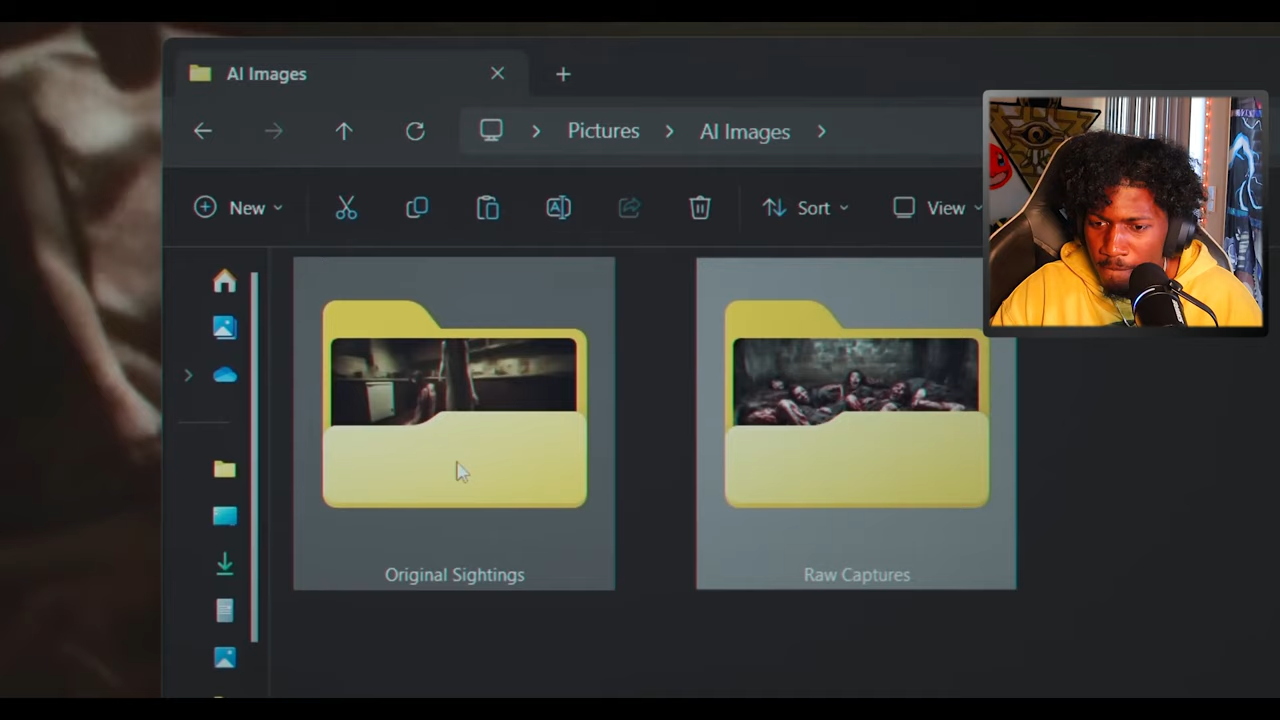 AI Images
Pictures AI Images
New Sort View
Original Sightings Raw Captures